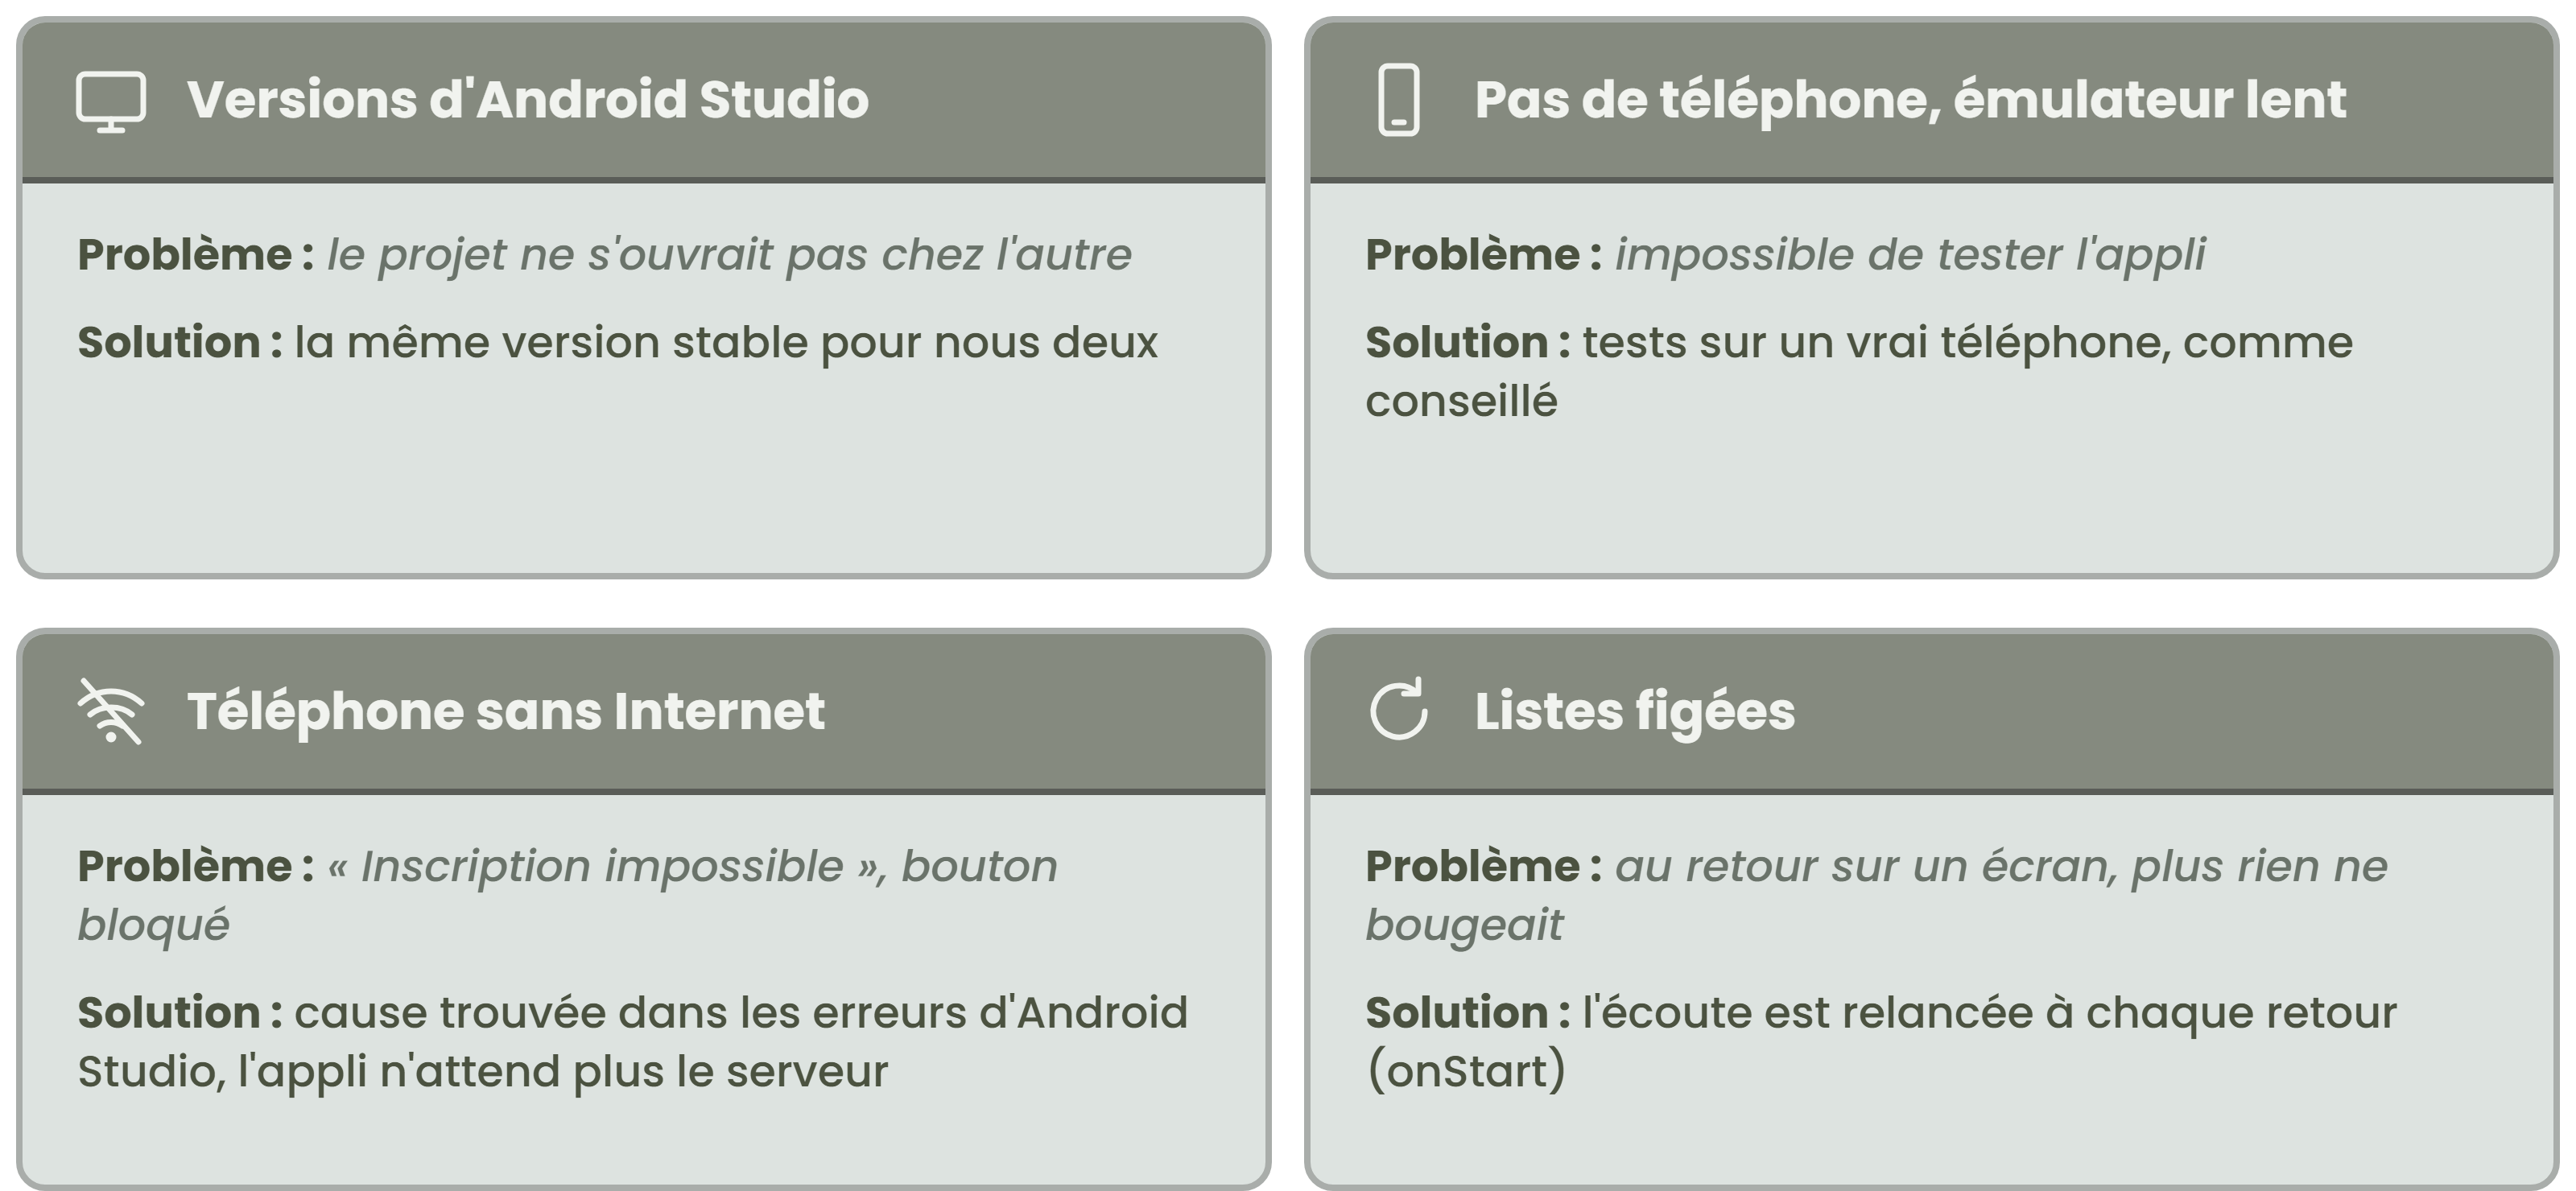 Versions d'Android Studio
Problème : le projet ne s'ouvrait pas chez l'autre
Solution : la même version stable pour nous deux
Pas de téléphone, émulateur lent
Problème : impossible de tester l'appli
Solution : tests sur un vrai téléphone, comme
conseillé
Téléphone sans Internet
Problème : « Inscription impossible », bouton
bloqué
Solution : cause trouvée dans les erreurs d'Android
Studio, l'appli n'attend plus le serveur
Listes figées
Problème : au retour sur un écran, plus rien ne
bougeait
Solution : l'écoute est relancée à chaque retour
(onStart)